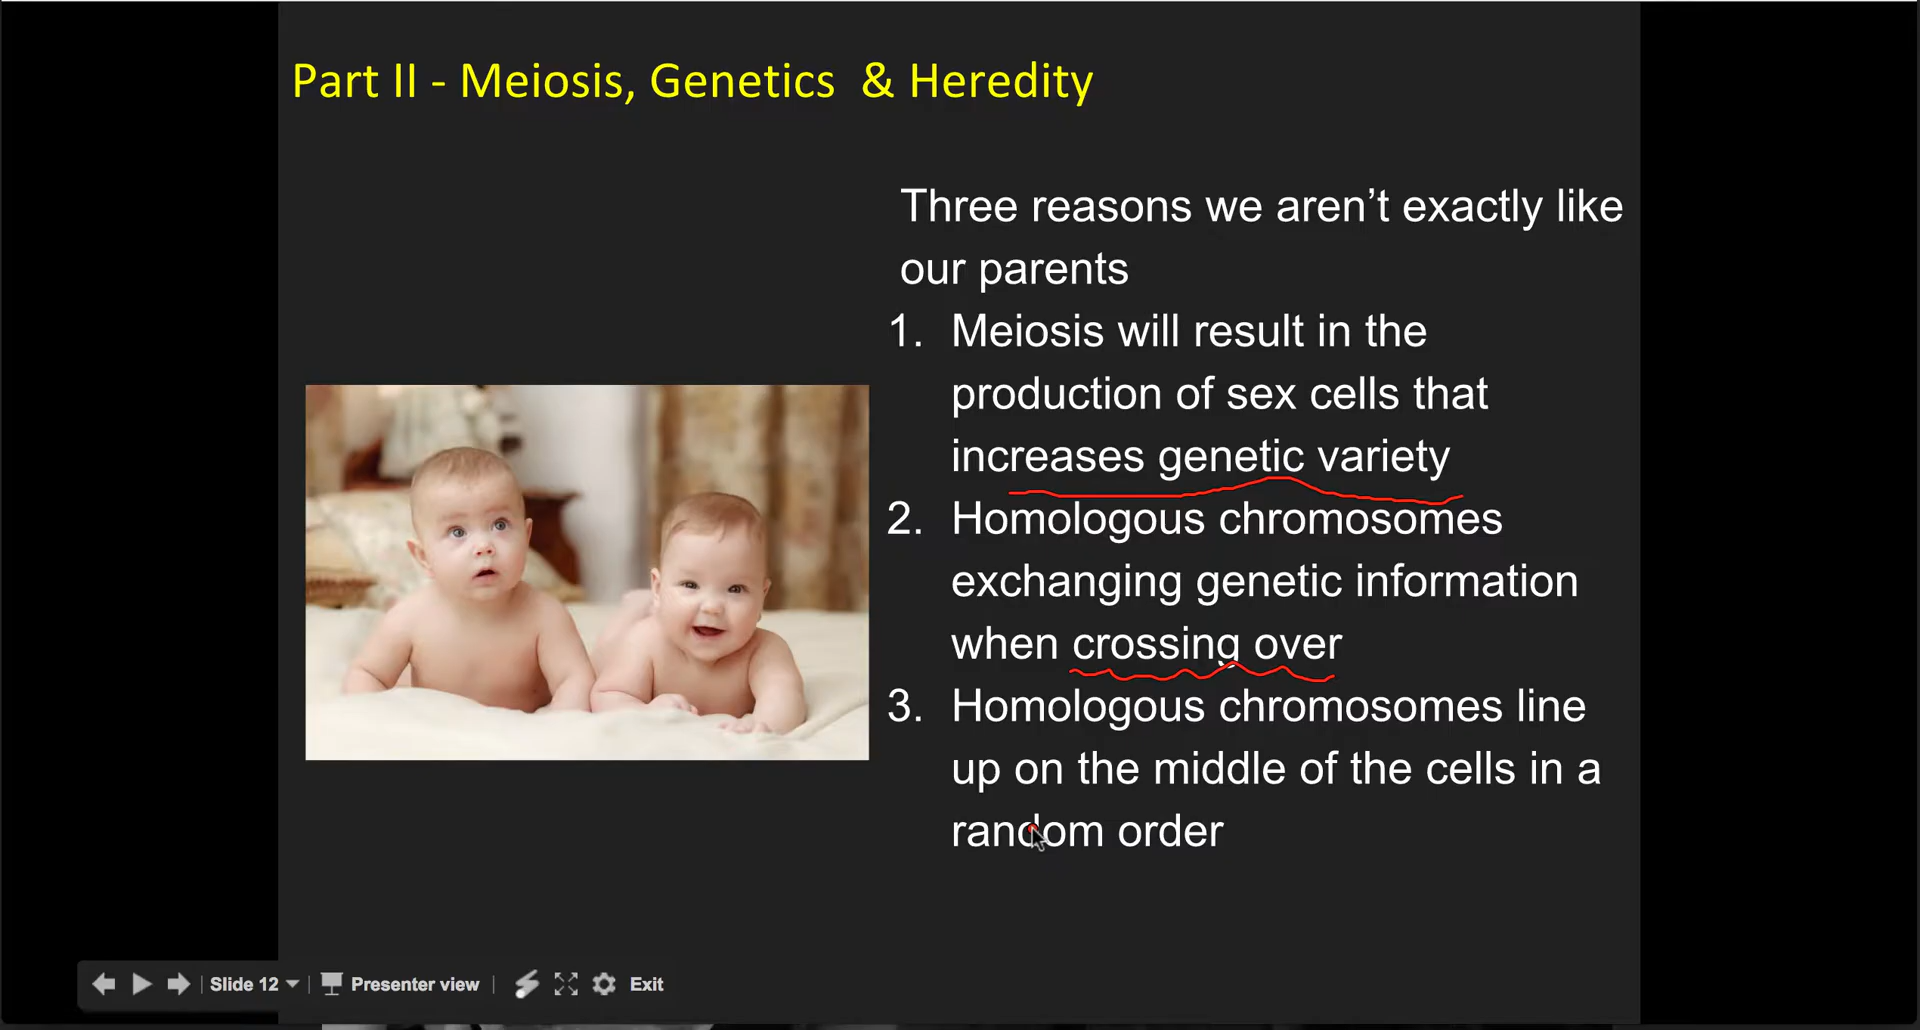 Part II - Meiosis, Genetics & Heredity
Three reasons we aren’t exactly like
our parents
1. Meiosis will result in the
production of sex cells that
increases genetic variety
2. Homologous chromosomes
exchanging genetic information
when crossing over
3. Homologous chromosomes line
up on the middle of the cells in a
random order
Slide 12 Presenter view Exit